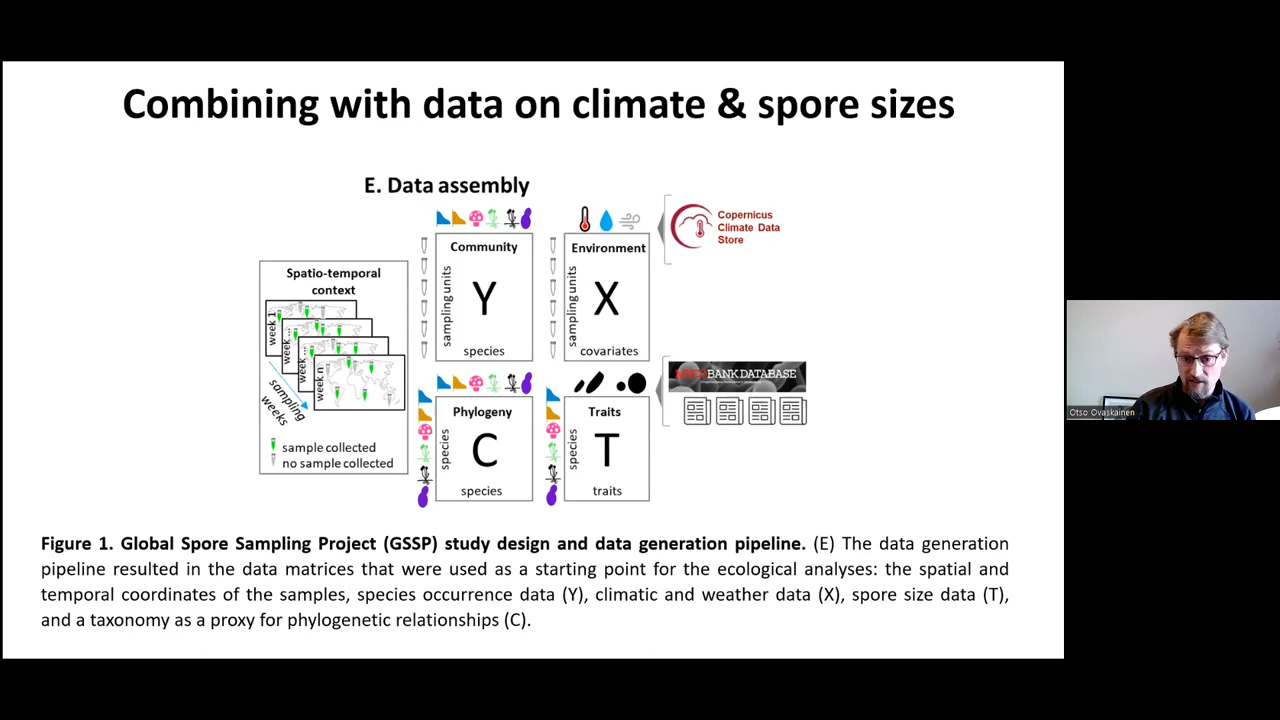 Combining with data on climate & spore sizes
E. Data assembly
Spatio-temporal
context
week 1
week ...
week ...
week n
sampling
weeks
sample collected
no sample collected
Community
Y
sampling units
species
Environment
X
sampling units
covariates
Copernicus
Climate Data
Store
Phylogeny
C
species
species
Traits
T
species
traits
MYCOBANK DATABASE
Figure 1. Global Spore Sampling Project (GSSP) study design and data generation pipeline. (E) The data generation
pipeline resulted in the data matrices that were used as a starting point for the ecological analyses: the spatial and
temporal coordinates of the samples, species occurrence data (Y), climatic and weather data (X), spore size data (T),
and a taxonomy as a proxy for phylogenetic relationships (C).
Otso Ovaskainen